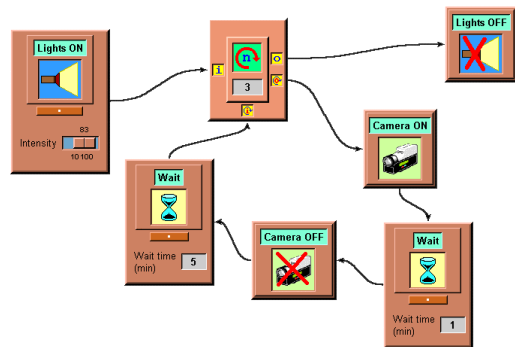 Lights ON
83
Intensity
10 100
i
n
o
3
Lights OFF
Camera ON
Wait
Wait time
(min)
5
Camera OFF
Wait
Wait time
(min)
1